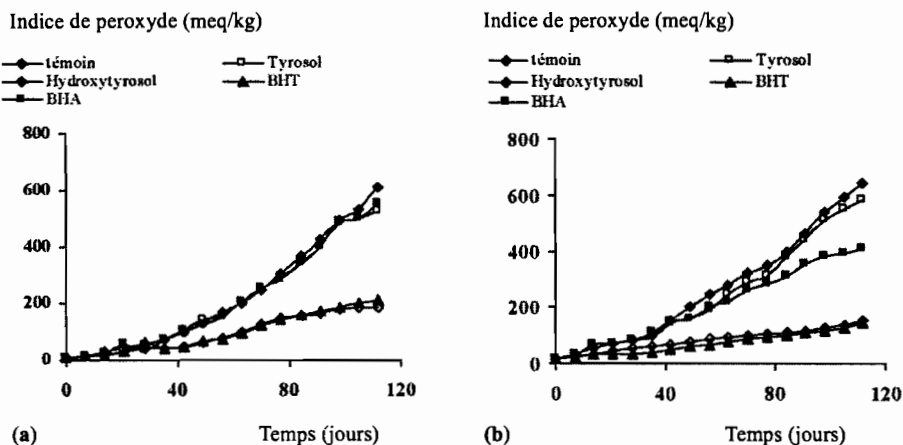 Indice de peroxyde (meq/kg)
témoin
Tyrosol
Hydroxytyrosol
BHT
BHA
800
600
400
200
0
0
40
80
120
(a)
Temps (jours)
Indice de peroxyde (meq/kg)
témoin
Tyrosol
Hydroxytyrosol
BHT
BHA
800
600
400
200
0
0
40
80
120
(b)
Temps (jours)